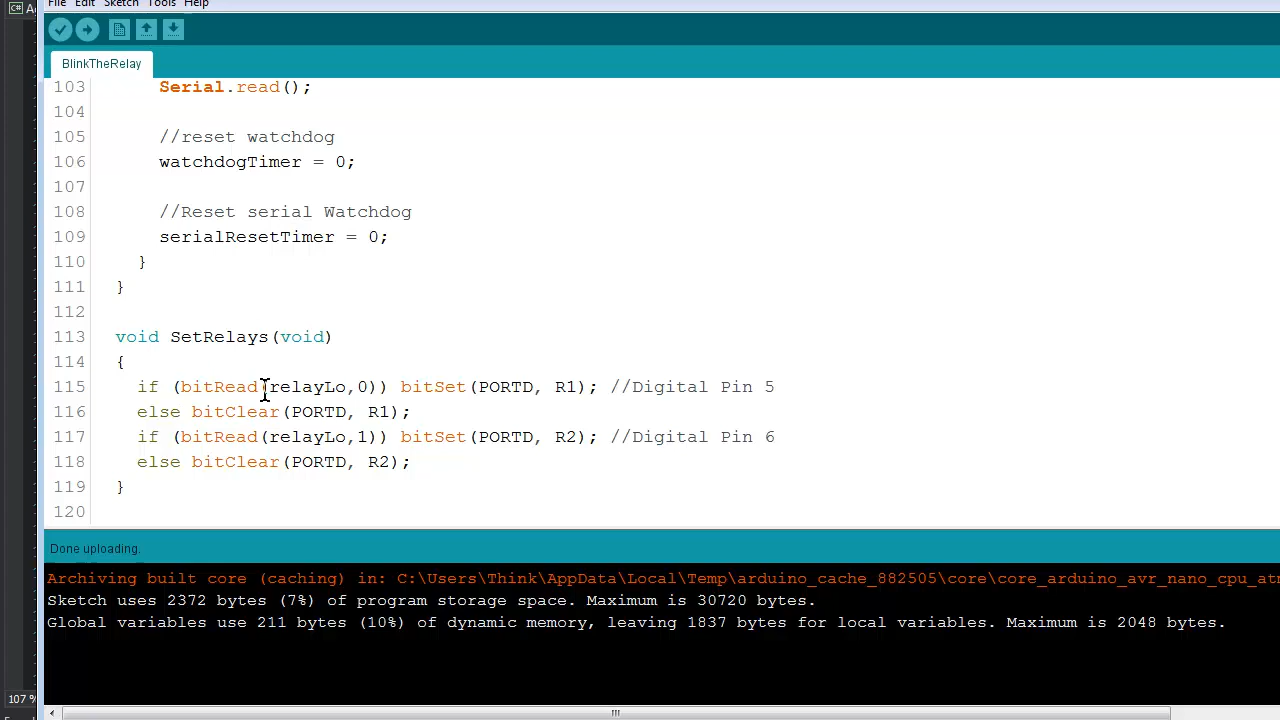 File Edit Sketch Tools Help
C# A
BlinkTheRelay
103 Serial.read();
104
105 //reset watchdog
106 watchdogTimer = 0;
107
108 //Reset serial Watchdog
109 serialResetTimer = 0;
110 }
111 }
112
113 void SetRelays(void)
114 {
115 if (bitRead(relayLo,0)) bitSet(PORTD, R1); //Digital Pin 5
116 else bitClear(PORTD, R1);
117 if (bitRead(relayLo,1)) bitSet(PORTD, R2); //Digital Pin 6
118 else bitClear(PORTD, R2);
119 }
120
Done uploading.
Archiving built core (caching) in: C:\Users\Think\AppData\Local\Temp\arduino_cache_882505\core\core_arduino_avr_nano_cpu_atm
Sketch uses 2372 bytes (7%) of program storage space. Maximum is 30720 bytes.
Global variables use 211 bytes (10%) of dynamic memory, leaving 1837 bytes for local variables. Maximum is 2048 bytes.
107 %